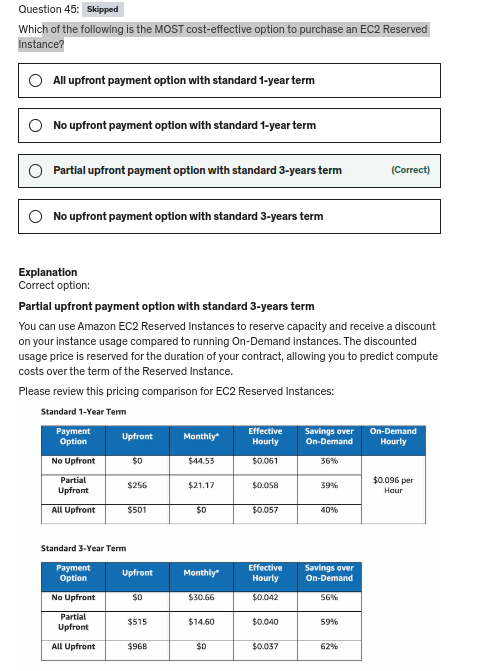 Question 45: Skipped
Which of the following is the MOST cost-effective option to purchase an EC2 Reserved
Instance?
All upfront payment option with standard 1-year term
No upfront payment option with standard 1-year term
Partial upfront payment option with standard 3-years term (Correct)
No upfront payment option with standard 3-years term
Explanation
Correct option:
Partial upfront payment option with standard 3-years term
You can use Amazon EC2 Reserved Instances to reserve capacity and receive a discount
on your instance usage compared to running On-Demand instances. The discounted
usage price is reserved for the duration of your contract, allowing you to predict compute
costs over the term of the Reserved Instance.
Please review this pricing comparison for EC2 Reserved Instances:
Standard 1-Year Term
Payment Option Upfront Monthly* Effective Hourly Savings over On-Demand On-Demand Hourly
No Upfront $0 $44.53 $0.061 36%
Partial Upfront $256 $21.17 $0.058 39% $0.096 per Hour
All Upfront $501 $0 $0.057 40%
Standard 3-Year Term
Payment Option Upfront Monthly* Effective Hourly Savings over On-Demand
No Upfront $0 $30.66 $0.042 56%
Partial Upfront $515 $14.60 $0.040 59%
All Upfront $968 $0 $0.037 62%